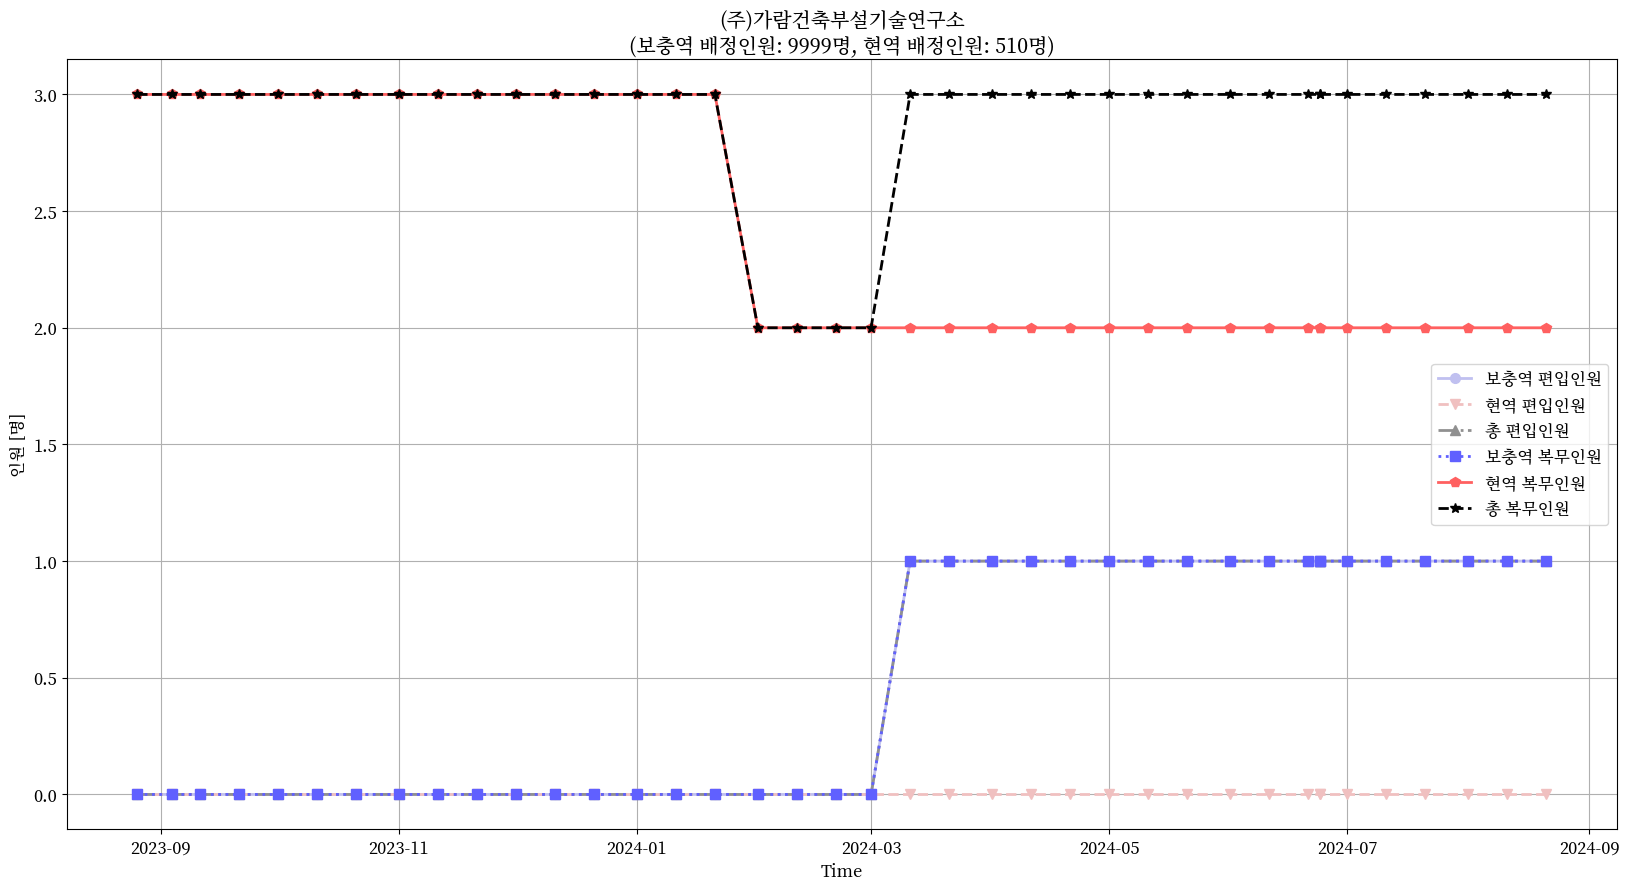 (주)가람건축부설기술연구소
(보충역 배정인원: 9999명, 현역 배정인원: 510명)
3.0
2.5
2.0
1.5
1.0
0.5
0.0
인원 [명]
보충역 편입인원
현역 편입인원
총 편입인원
보충역 복무인원
현역 복무인원
총 복무인원
2023-09
2023-11
2024-01
2024-03
2024-05
2024-07
2024-09
Time